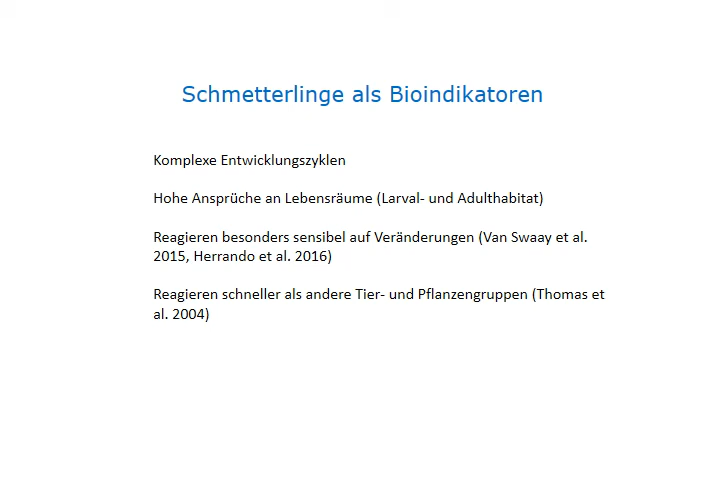 Schmetterlinge als Bioindikatoren
Komplexe Entwicklungszyklen
Hohe Ansprüche an Lebensräume (Larval- und Adulthabitat)
Reagieren besonders sensibel auf Veränderungen (Van Swaay et al.
2015, Herrando et al. 2016)
Reagieren schneller als andere Tier- und Pflanzengruppen (Thomas et
al. 2004)